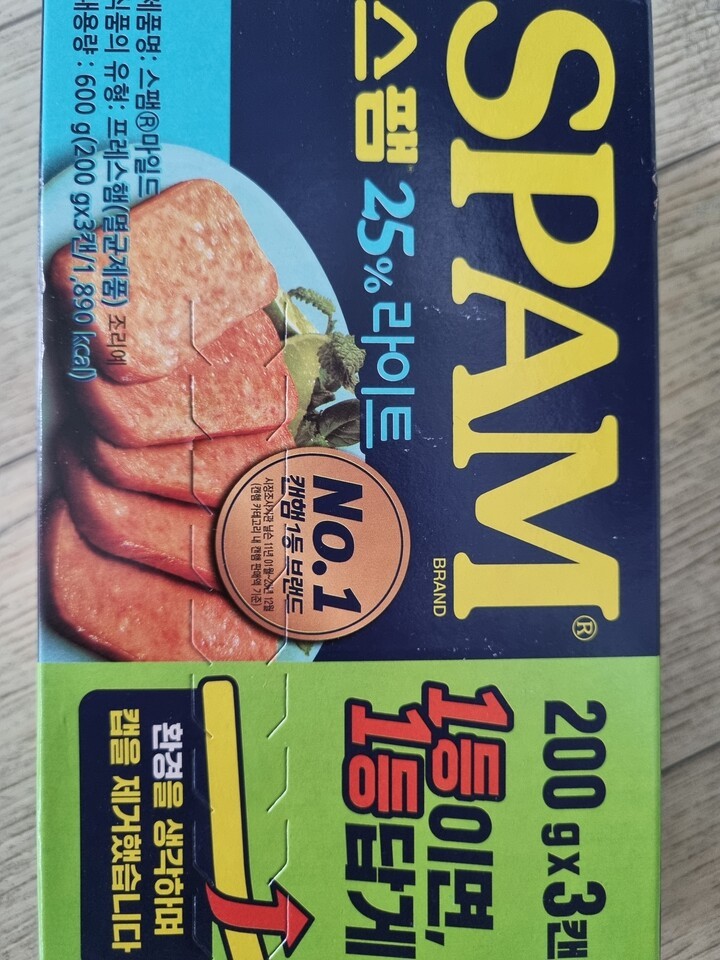 SPAM®
BRAND
스팸 25% 라이트
No.1
캔햄 1등 브랜드
제품명: 스팸®마일드
식품의 유형: 프레스햄(멸균제품) 조리예
내용량 : 600 g(200 gx3캔/1,890 kcal)
200 g x 3캔
1등이면,
1등답게
환경을 생각하며
캡을 제거했습니다